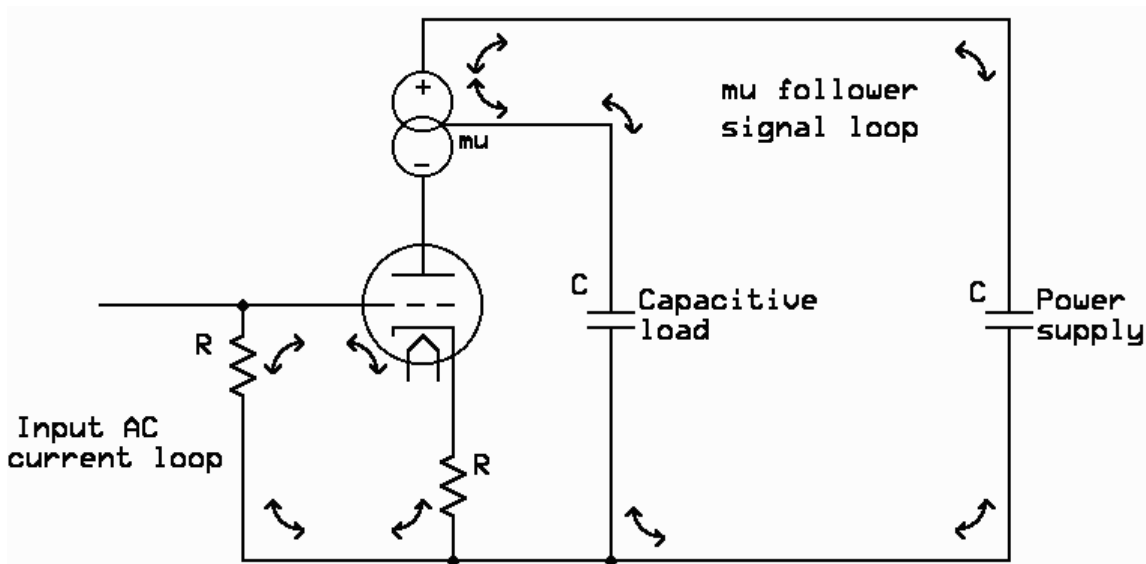 +
mu follower
signal loop
mu
−
C
Capacitive
load
C
Power
supply
R
Input AC
current loop
R